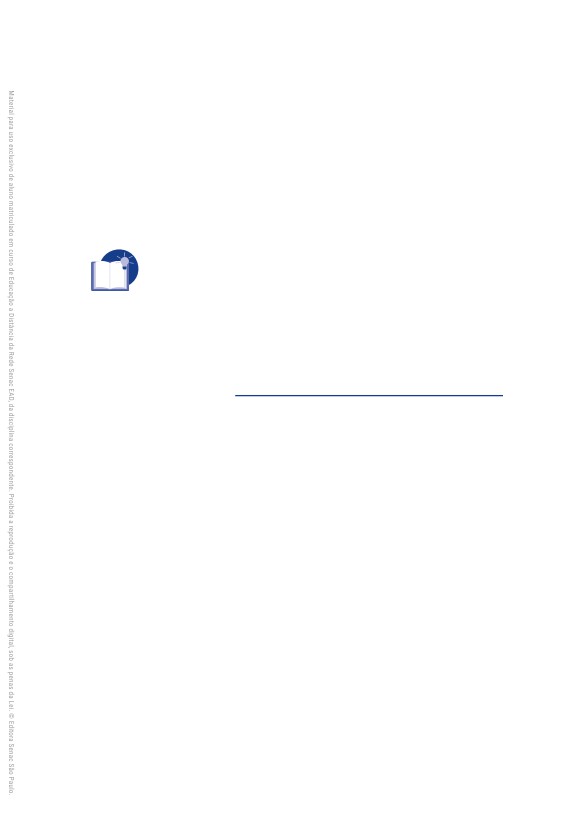 Material para uso exclusivo de aluno matriculado em curso de Educação a Distância da Rede Senac EAD, da disciplina correspondente. Proibida a reprodução e o compartilhamento digital, sob as penas da Lei. © Editora Senac São Paulo.